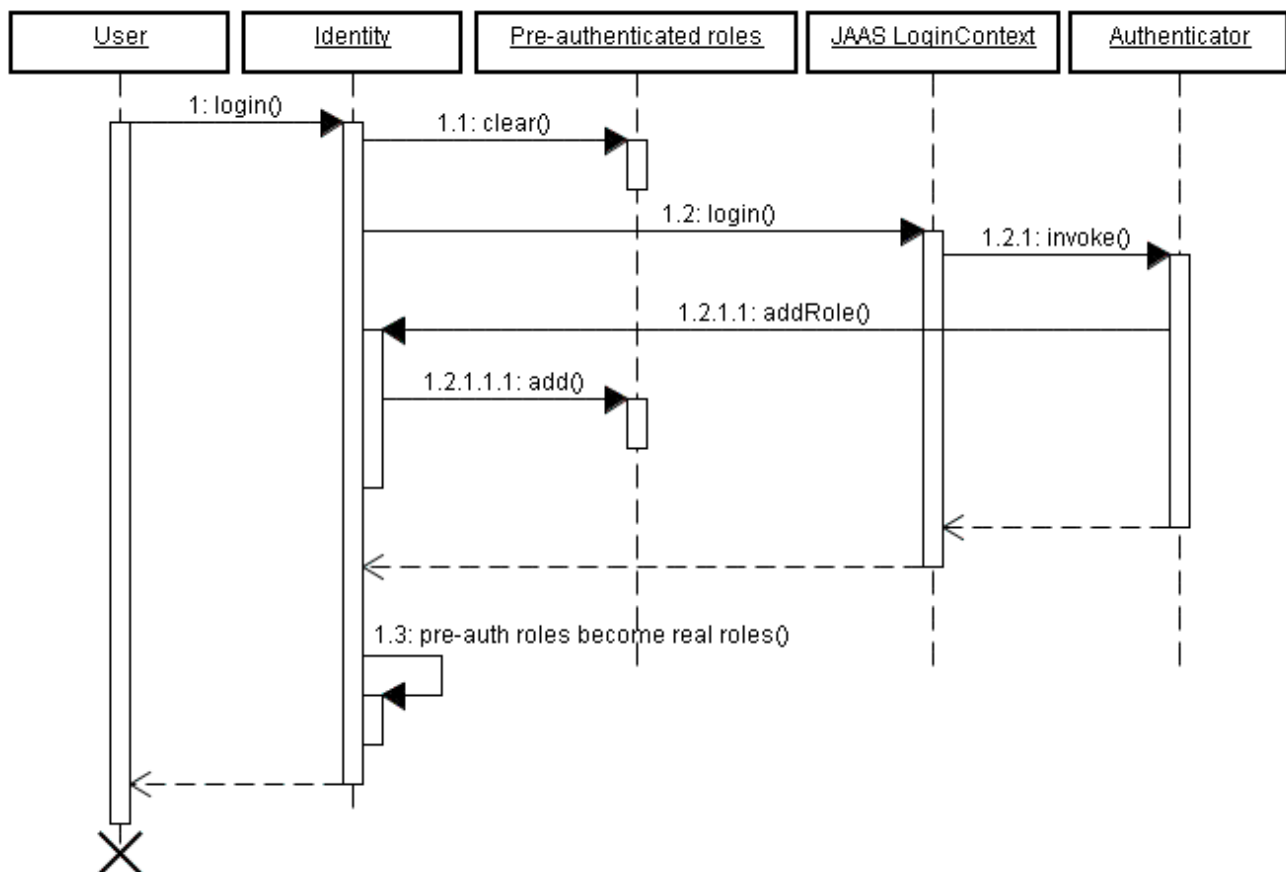 User
Identity
Pre-authenticated roles
JAAS LoginContext
Authenticator
1: login()
1.1: clear()
1.2: login()
1.2.1: invoke()
1.2.1.1: addRole()
1.2.1.1.1: add()
1.3: pre-auth roles become real roles()